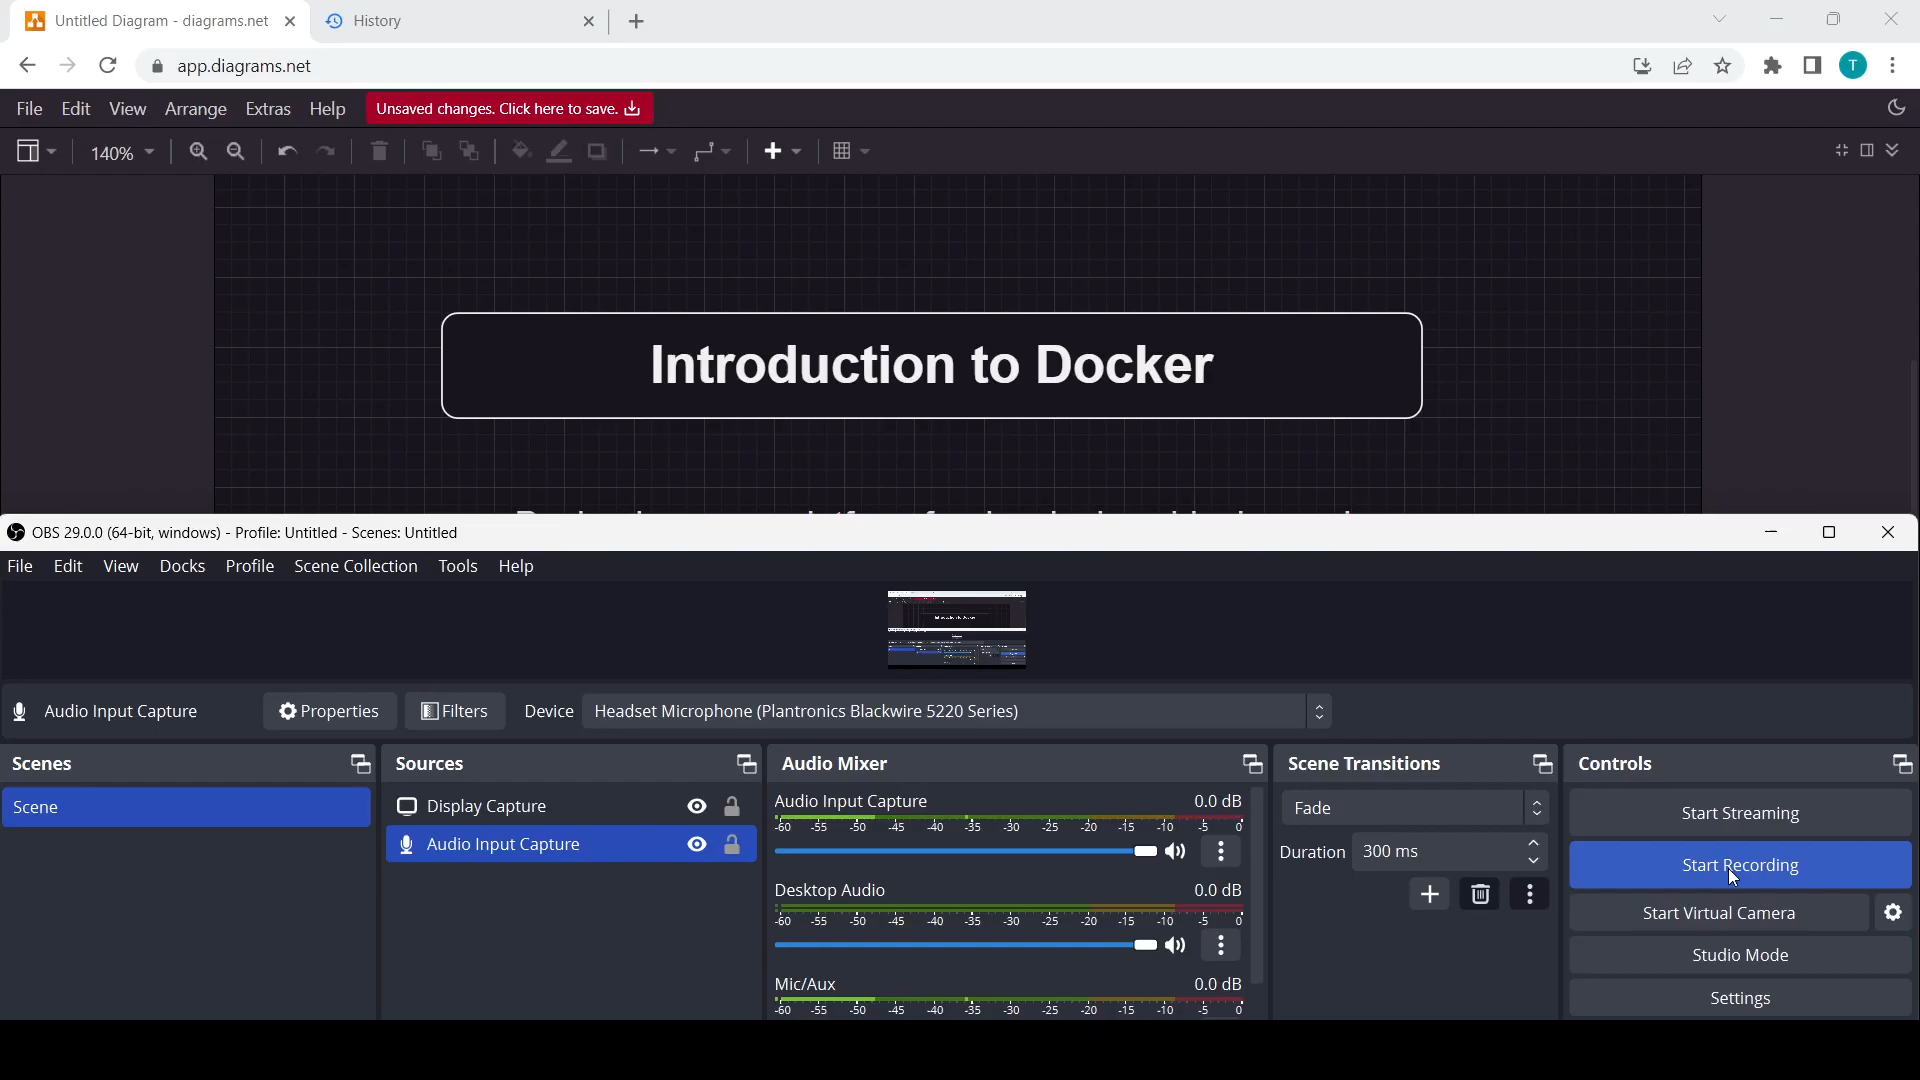 Untitled Diagram - diagrams.net
History
app.diagrams.net
T
File Edit View Arrange Extras Help Unsaved changes. Click here to save.
140%
Introduction to Docker
OBS 29.0.0 (64-bit, windows) - Profile: Untitled - Scenes: Untitled
File Edit View Docks Profile Scene Collection Tools Help
Audio Input Capture Properties Filters Device Headset Microphone (Plantronics Blackwire 5220 Series)
Scenes
Scene
Sources
Display Capture
Audio Input Capture
Audio Mixer
Audio Input Capture 0.0 dB
-60 -55 -50 -45 -40 -35 -30 -25 -20 -15 -10 -5 0
Desktop Audio 0.0 dB
-60 -55 -50 -45 -40 -35 -30 -25 -20 -15 -10 -5 0
Mic/Aux 0.0 dB
-60 -55 -50 -45 -40 -35 -30 -25 -20 -15 -10 -5 0
Scene Transitions
Fade
Duration 300 ms
Controls
Start Streaming
Start Recording
Start Virtual Camera
Studio Mode
Settings